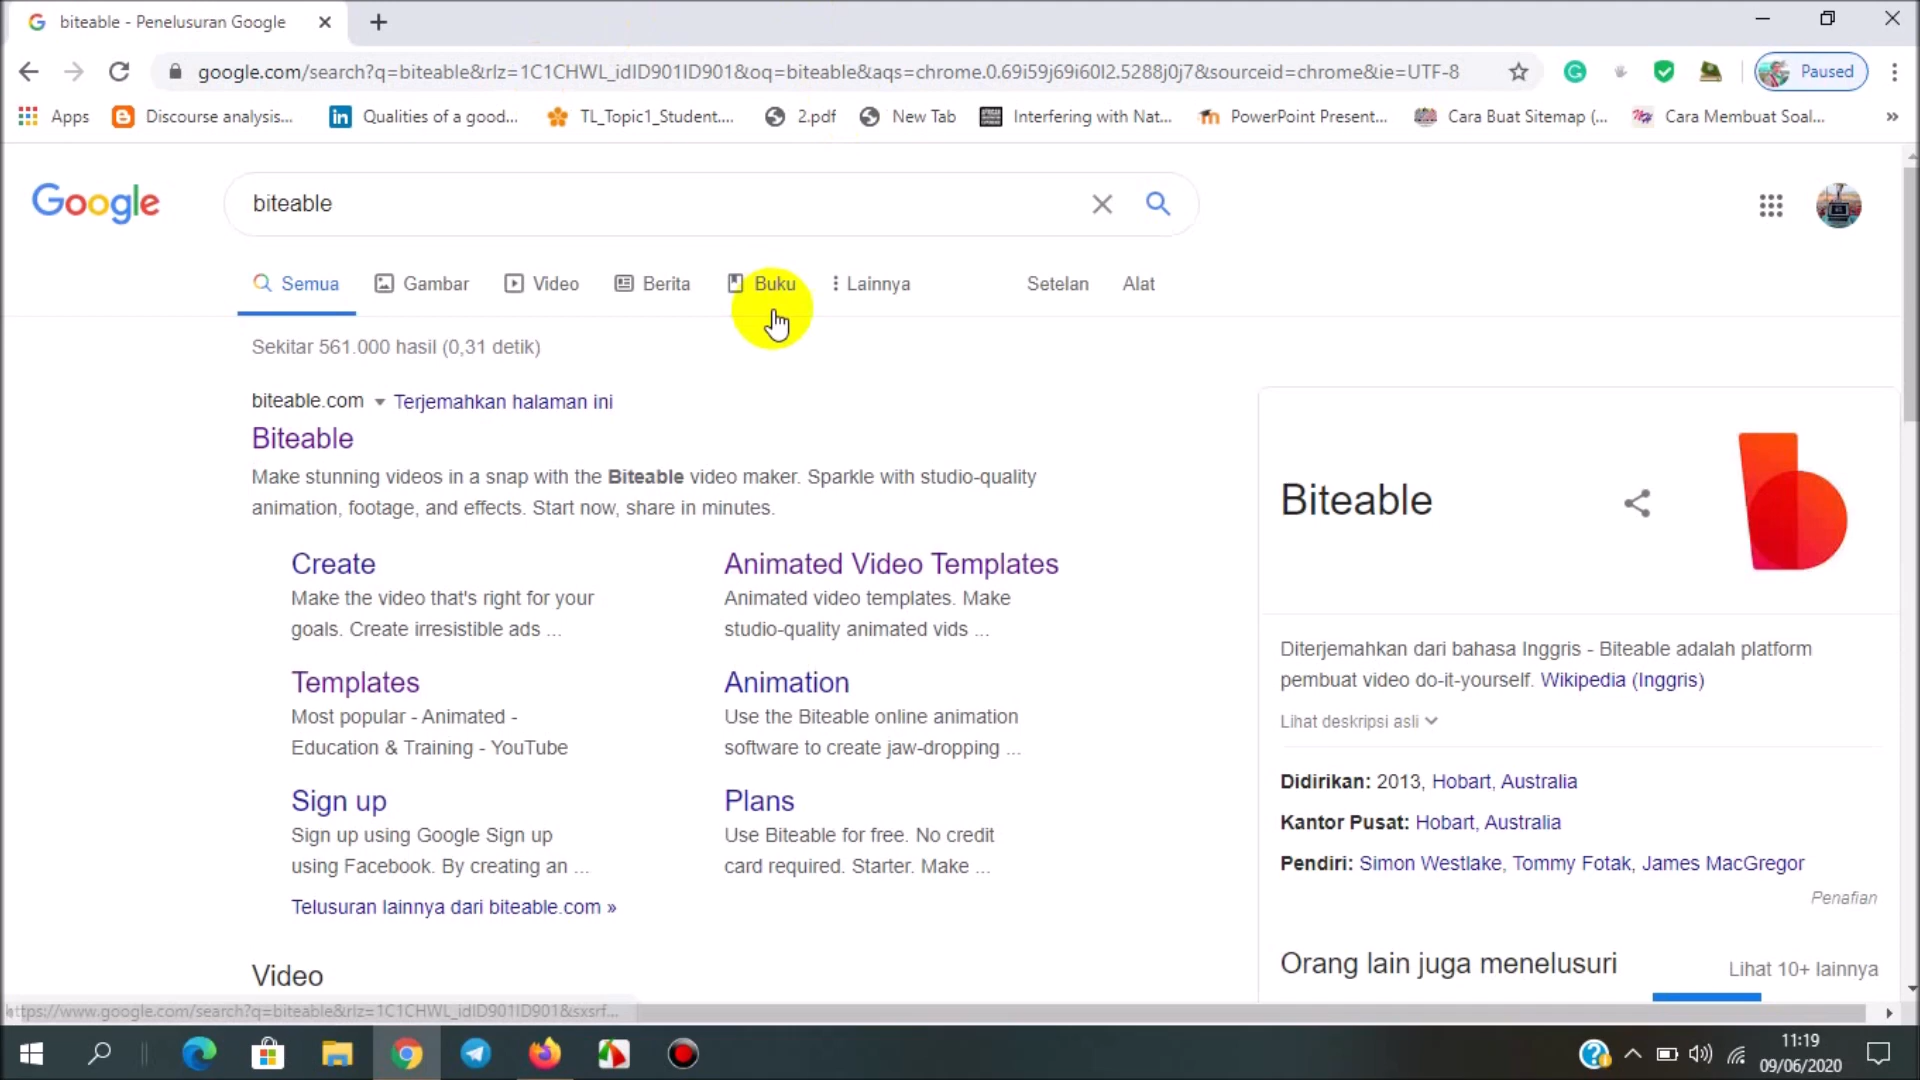 biteable - Penelusuran Google
google.com/search?q=biteable&rlz=1C1CHWL_idID901ID901&oq=biteable&aqs=chrome.0.69i59j69i60l2.5288j0j7&sourceid=chrome&ie=UTF-8
Paused
Apps
Discourse analysis...
Qualities of a good...
TL_Topic1_Student....
2.pdf
New Tab
Interfering with Nat...
PowerPoint Present...
Cara Buat Sitemap (...
Cara Membuat Soal...
»
Google
biteable
Semua
Gambar
Video
Berita
Buku
Lainnya
Setelan
Alat
Sekitar 561.000 hasil (0,31 detik)
biteable.com
Terjemahkan halaman ini
Biteable
Make stunning videos in a snap with the Biteable video maker. Sparkle with studio-quality
animation, footage, and effects. Start now, share in minutes.
Create
Make the video that's right for your
goals. Create irresistible ads ...
Animated Video Templates
Animated video templates. Make
studio-quality animated vids ...
Templates
Most popular - Animated -
Education & Training - YouTube
Animation
Use the Biteable online animation
software to create jaw-dropping ...
Sign up
Sign up using Google Sign up
using Facebook. By creating an ...
Plans
Use Biteable for free. No credit
card required. Starter. Make ...
Telusuran lainnya dari biteable.com »
Video
Biteable
Diterjemahkan dari bahasa Inggris - Biteable adalah platform
pembuat video do-it-yourself. Wikipedia (Inggris)
Lihat deskripsi asli
Didirikan: 2013, Hobart, Australia
Kantor Pusat: Hobart, Australia
Pendiri: Simon Westlake, Tommy Fotak, James MacGregor
Penafian
Orang lain juga menelusuri
Lihat 10+ lainnya
https://www.google.com/search?q=biteable&rlz=1C1CHWL_idID901ID901&sxsrf...
11:19
09/06/2020